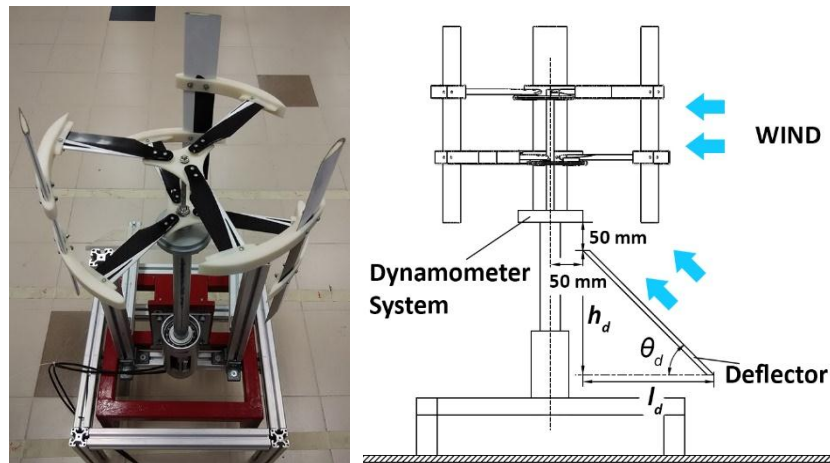 WIND
50 mm
Dynamometer
System
50 mm
h_d
θ_d
Deflector
l_d